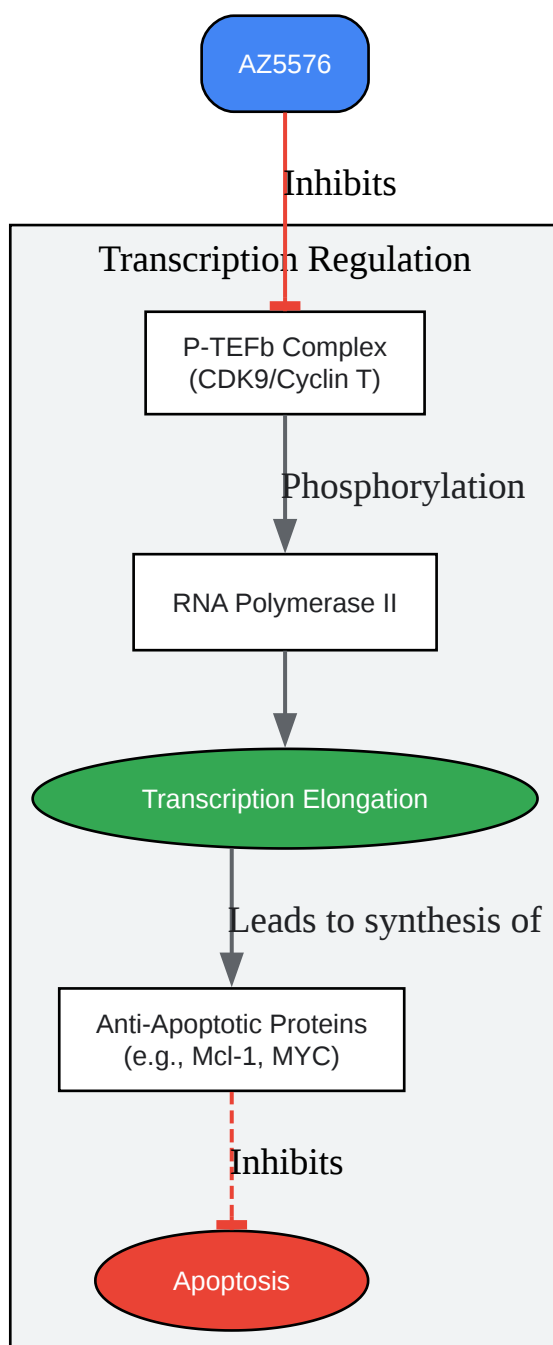 AZ5576
Inhibits
Transcription Regulation
P-TEFb Complex
(CDK9/Cyclin T)
Phosphorylation
RNA Polymerase II
Transcription Elongation
Leads to synthesis of
Anti-Apoptotic Proteins
(e.g., Mcl-1, MYC)
Inhibits
Apoptosis